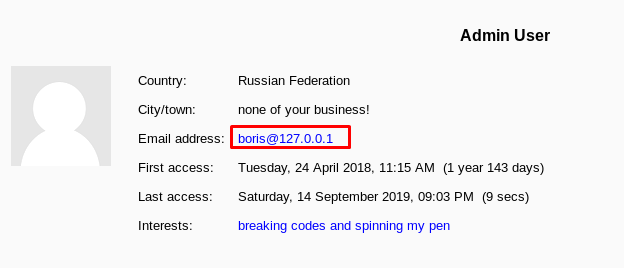 Admin User
Country: Russian Federation
City/town: none of your business!
Email address: boris@127.0.0.1
First access: Tuesday, 24 April 2018, 11:15 AM (1 year 143 days)
Last access: Saturday, 14 September 2019, 09:03 PM (9 secs)
Interests: breaking codes and spinning my pen